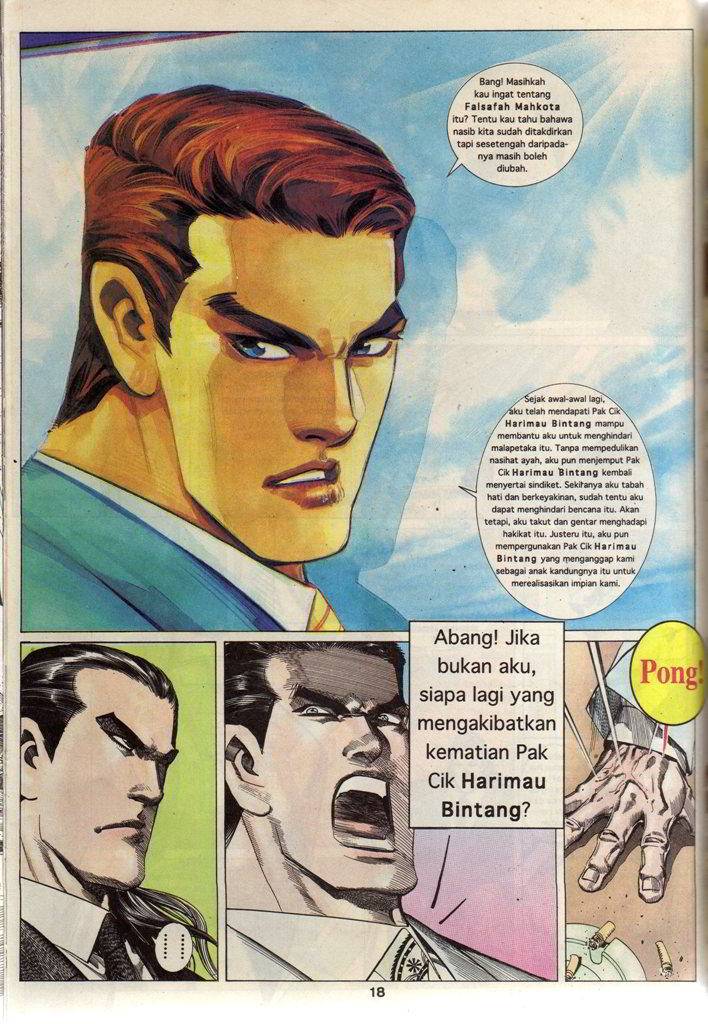 Bang! Masihkah
kau ingat tentang
Falsafah Mahkota
itu? Tentu kau tahu bahawa
nasib kita sudah ditakdirkan
tapi sesetengah daripada-
nya masih boleh
diubah.
Sejak awal-awal lagi,
aku telah mendapati Pak Cik
Harimau Bintang mampu
membantu aku untuk menghindari
malapetaka itu. Tanpa mempedulikan
nasihat ayah, aku pun menjemput Pak
Cik Harimau Bintang kembali
menyertai sindiket. Sekiranya aku tabah
hati dan berkeyakinan, sudah tentu aku
dapat menghindari bencana itu. Akan
tetapi, aku takut dan gentar menghadapi
hakikat itu. Justeru itu, aku pun
mempergunakan Pak Cik Harimau
Bintang yang menganggap kami
sebagai anak kandungnya itu untuk
merealisasikan impian kami.
Abang! Jika
bukan aku,
siapa lagi yang
mengakibatkan
kematian Pak
Cik Harimau
Bintang?
Pong!
18